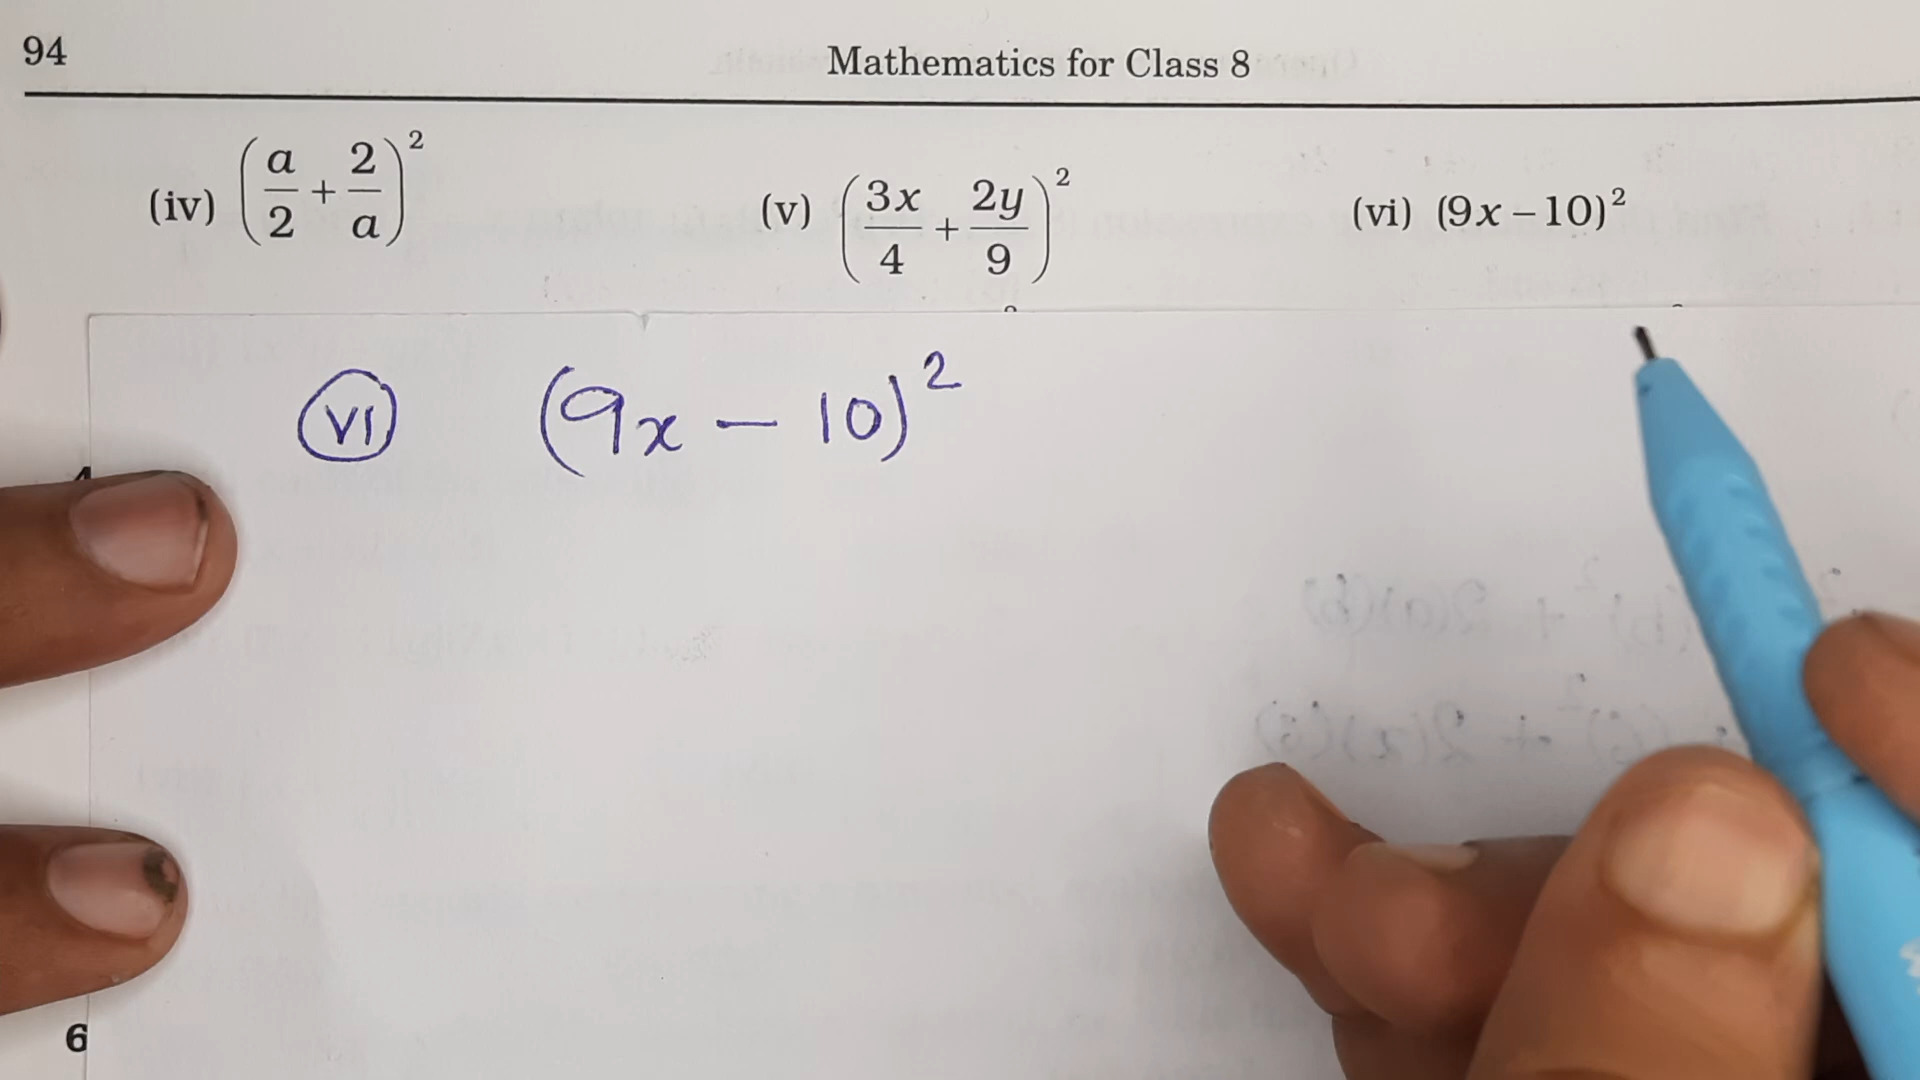 94 Mathematics for Class 8
(iv) (a/2 + 2/a)² (v) (3x/4 + 2y/9)² (vi) (9x – 10)²
(vi) (9x – 10)²
6